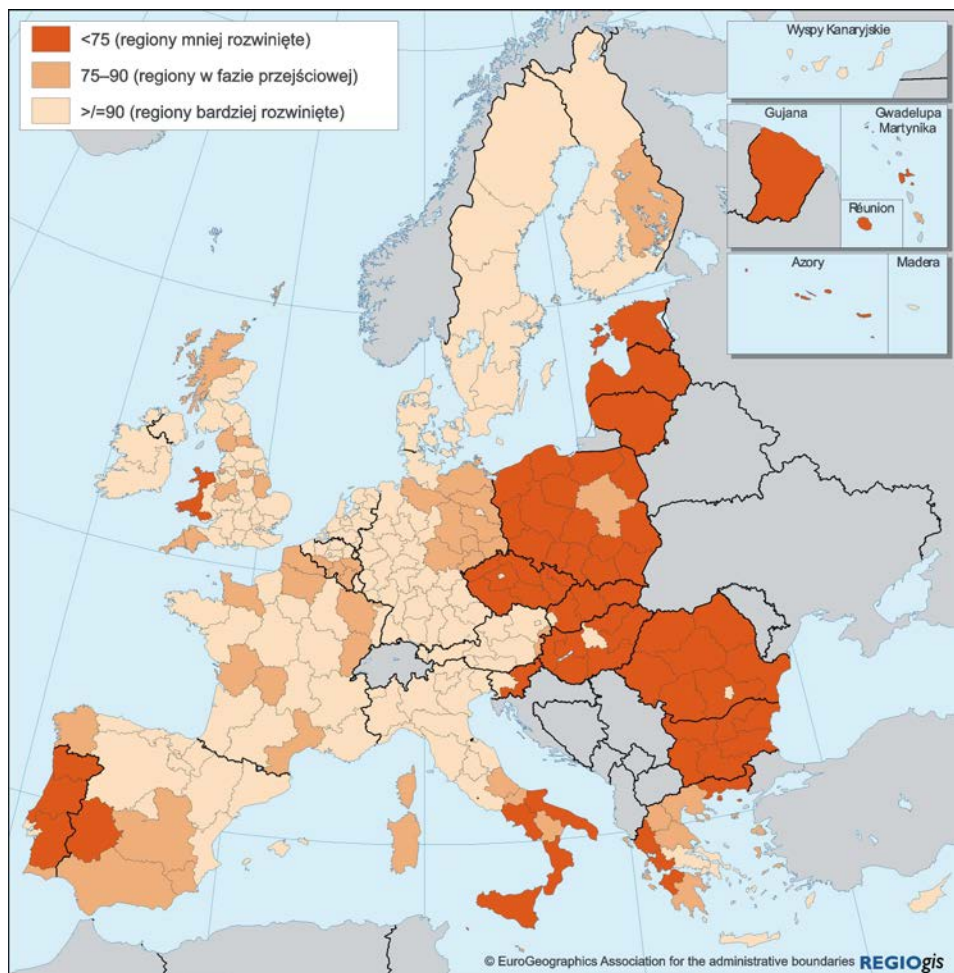 <75 (regiony mniej rozwinięte)
75–90 (regiony w fazie przejściowej)
>/=90 (regiony bardziej rozwinięte)
Wyspy Kanaryjskie
Gujana
Gwadelupa
Martynika
Réunion
Azory
Madera
© EuroGeographics Association for the administrative boundaries REGIOgis